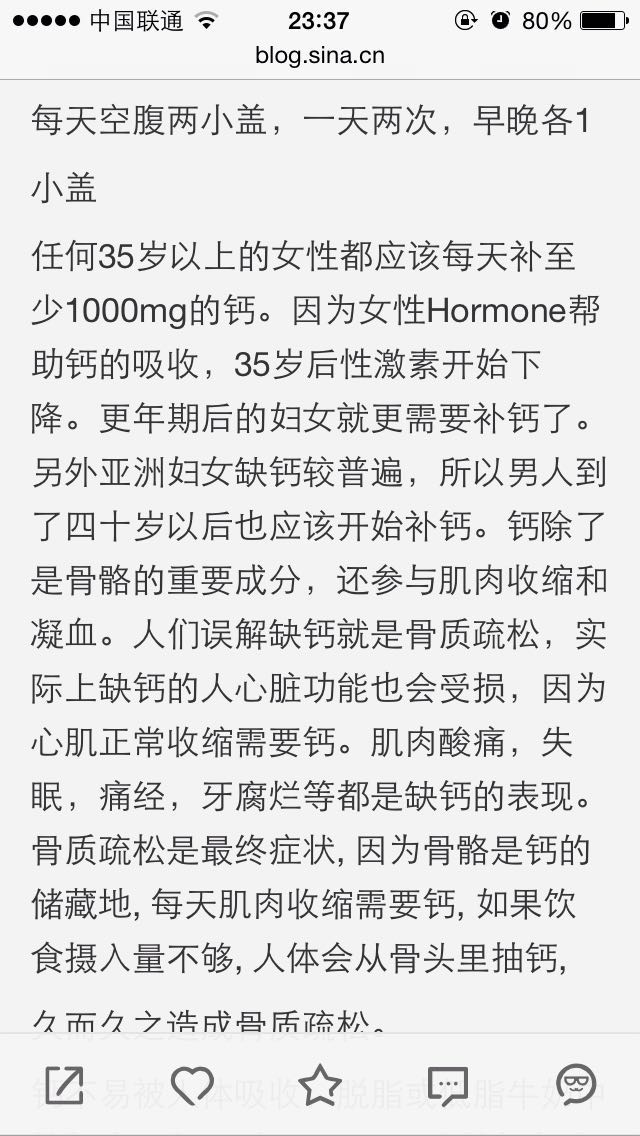 中国联通
23:37
80%
blog.sina.cn
每天空腹两小盖，一天两次，早晚各1
小盖
任何35岁以上的女性都应该每天补至
少1000mg的钙。因为女性Hormone帮
助钙的吸收，35岁后性激素开始下
降。更年期后的妇女就更需要补钙了。
另外亚洲妇女缺钙较普遍，所以男人到
了四十岁以后也应该开始补钙。钙除了
是骨骼的重要成分，还参与肌肉收缩和
凝血。人们误解缺钙就是骨质疏松，实
际上缺钙的人心脏功能也会受损，因为
心肌正常收缩需要钙。肌肉酸痛，失
眠，痛经，牙腐烂等都是缺钙的表现。
骨质疏松是最终症状, 因为骨骼是钙的
储藏地, 每天肌肉收缩需要钙, 如果饮
食摄入量不够, 人体会从骨头里抽钙,
久而久之造成骨质疏松。